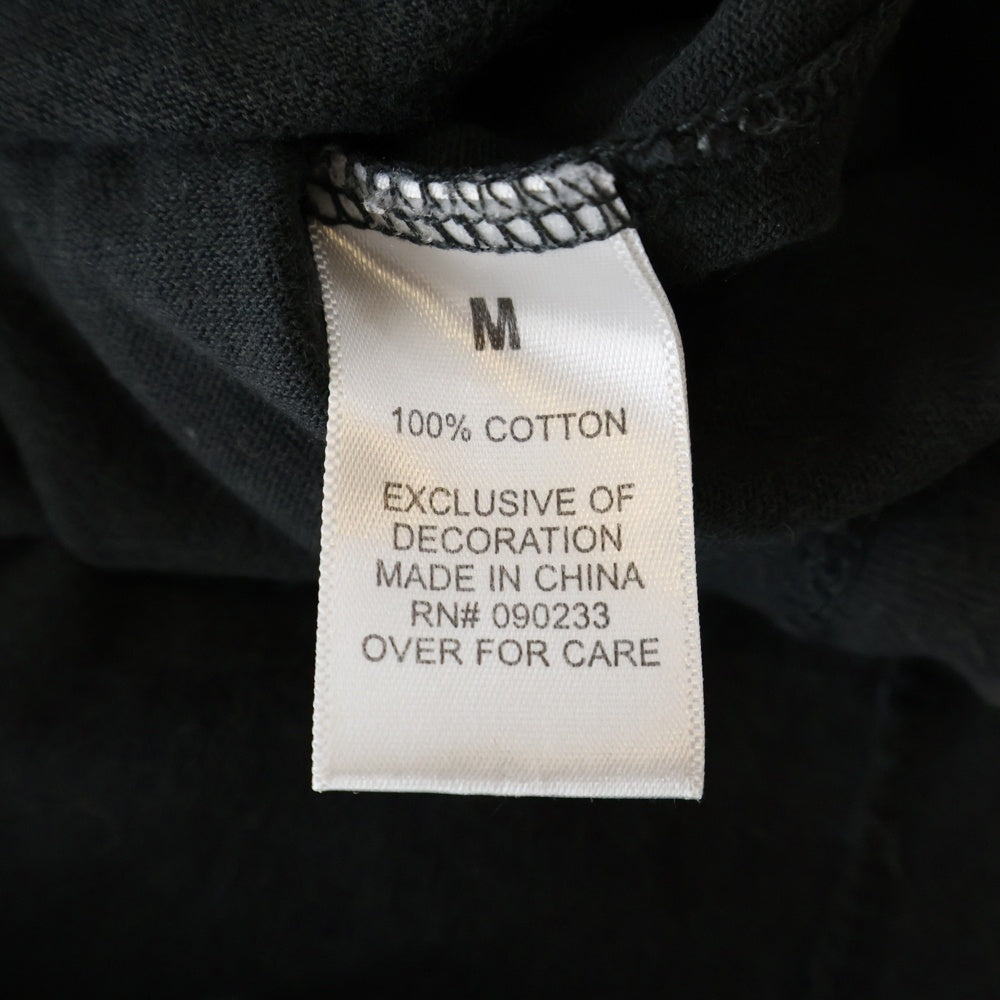 M
100% COTTON
EXCLUSIVE OF
DECORATION
MADE IN CHINA
RN# 090233
OVER FOR CARE